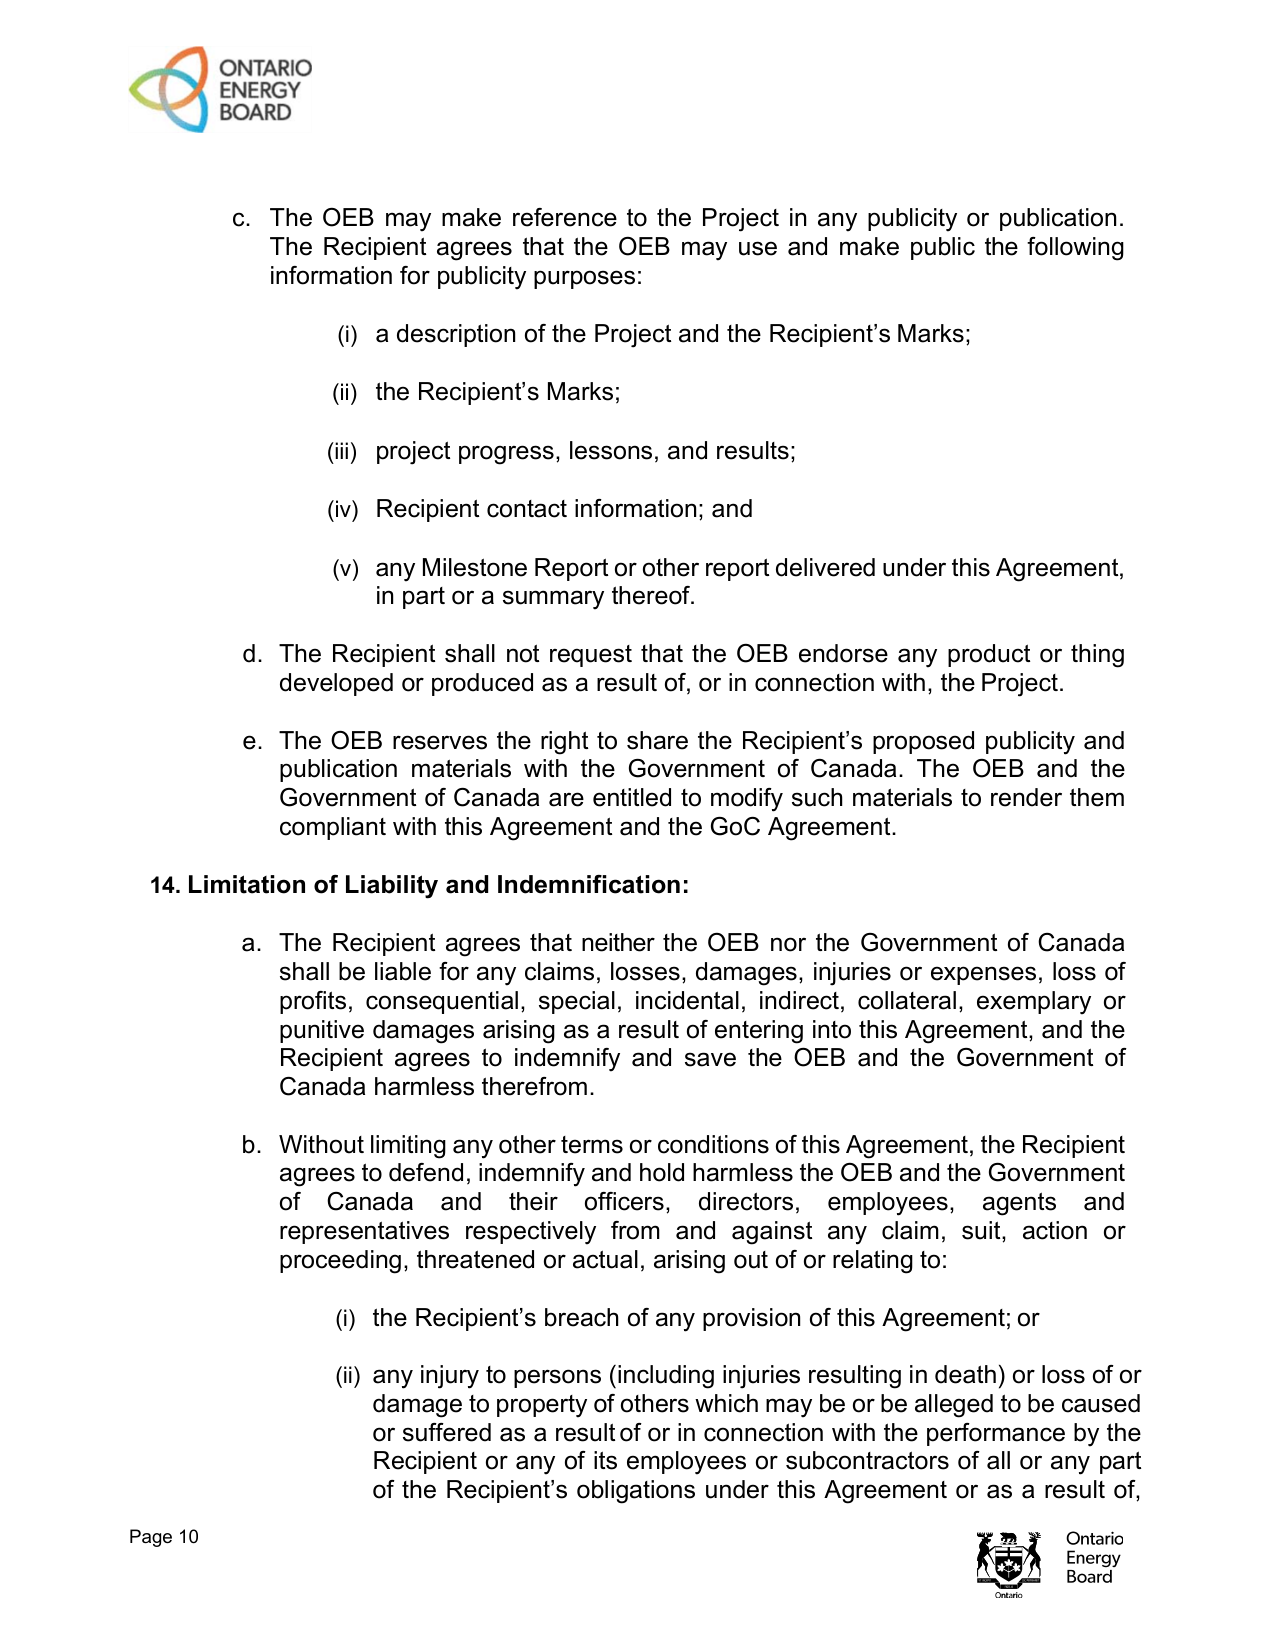 ONTARIO
ENERGY
BOARD
c. The OEB may make reference to the Project in any publicity or publication.
The Recipient agrees that the OEB may use and make public the following
information for publicity purposes:
(i) a description of the Project and the Recipient’s Marks;
(ii) the Recipient’s Marks;
(iii) project progress, lessons, and results;
(iv) Recipient contact information; and
(v) any Milestone Report or other report delivered under this Agreement,
in part or a summary thereof.
d. The Recipient shall not request that the OEB endorse any product or thing
developed or produced as a result of, or in connection with, the Project.
e. The OEB reserves the right to share the Recipient’s proposed publicity and
publication materials with the Government of Canada. The OEB and the
Government of Canada are entitled to modify such materials to render them
compliant with this Agreement and the GoC Agreement.
14. Limitation of Liability and Indemnification:
a. The Recipient agrees that neither the OEB nor the Government of Canada
shall be liable for any claims, losses, damages, injuries or expenses, loss of
profits, consequential, special, incidental, indirect, collateral, exemplary or
punitive damages arising as a result of entering into this Agreement, and the
Recipient agrees to indemnify and save the OEB and the Government of
Canada harmless therefrom.
b. Without limiting any other terms or conditions of this Agreement, the Recipient
agrees to defend, indemnify and hold harmless the OEB and the Government
of Canada and their officers, directors, employees, agents and
representatives respectively from and against any claim, suit, action or
proceeding, threatened or actual, arising out of or relating to:
(i) the Recipient’s breach of any provision of this Agreement; or
(ii) any injury to persons (including injuries resulting in death) or loss of or
damage to property of others which may be or be alleged to be caused
or suffered as a result of or in connection with the performance by the
Recipient or any of its employees or subcontractors of all or any part
of the Recipient’s obligations under this Agreement or as a result of,
Page 10
Ontario
Ontario
Energy
Board